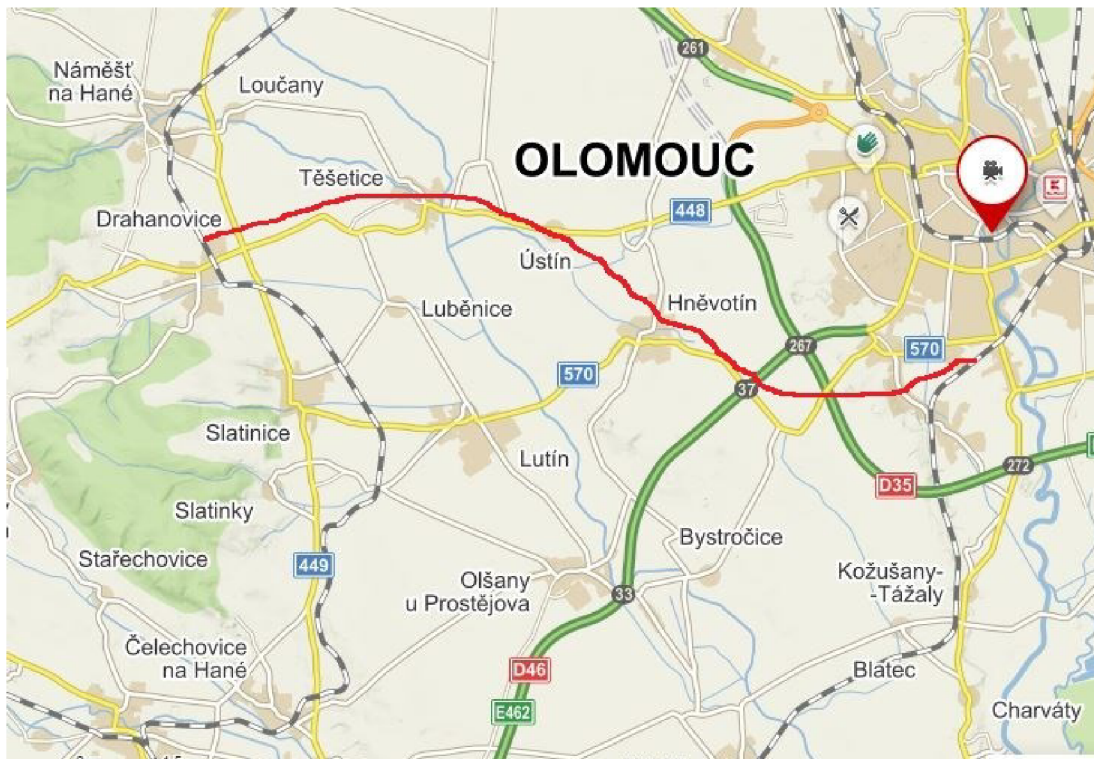 261
Náměšť
na Hané
Loučany
OLOMOUC
Těšetice
448
Drahanovice
Ústín
Hněvotín
Luběnice
267
570
570
37
Slatinice
Lutín
272
D35
Slatinky
Bystročice
Stařechovice
449
Olšany
u Prostějova
33
Kožušany-
-Tážaly
Čelechovice
na Hané
D46
Blatec
E462
Charváty